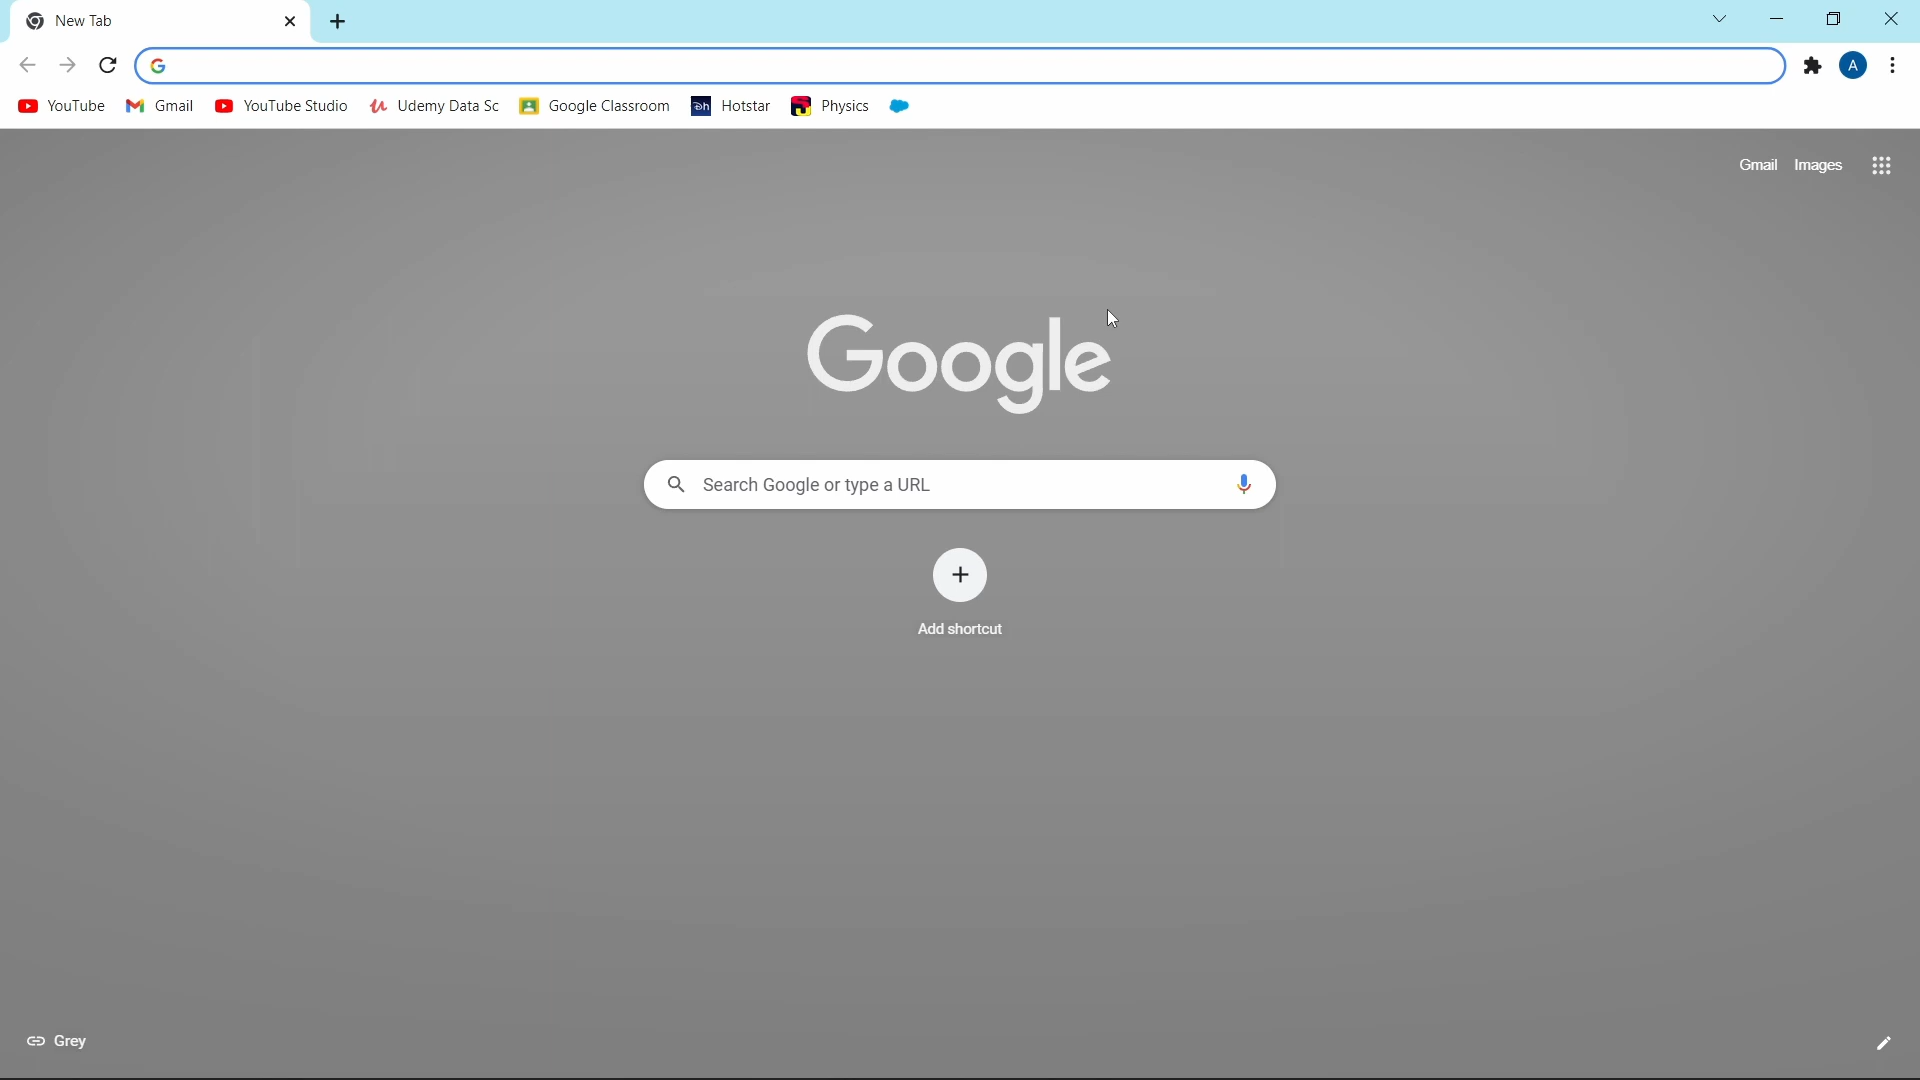 New Tab
YouTube Gmail YouTube Studio Udemy Data Sc Google Classroom Hotstar Physics
A
Gmail Images
Google
Search Google or type a URL
Add shortcut
Grey